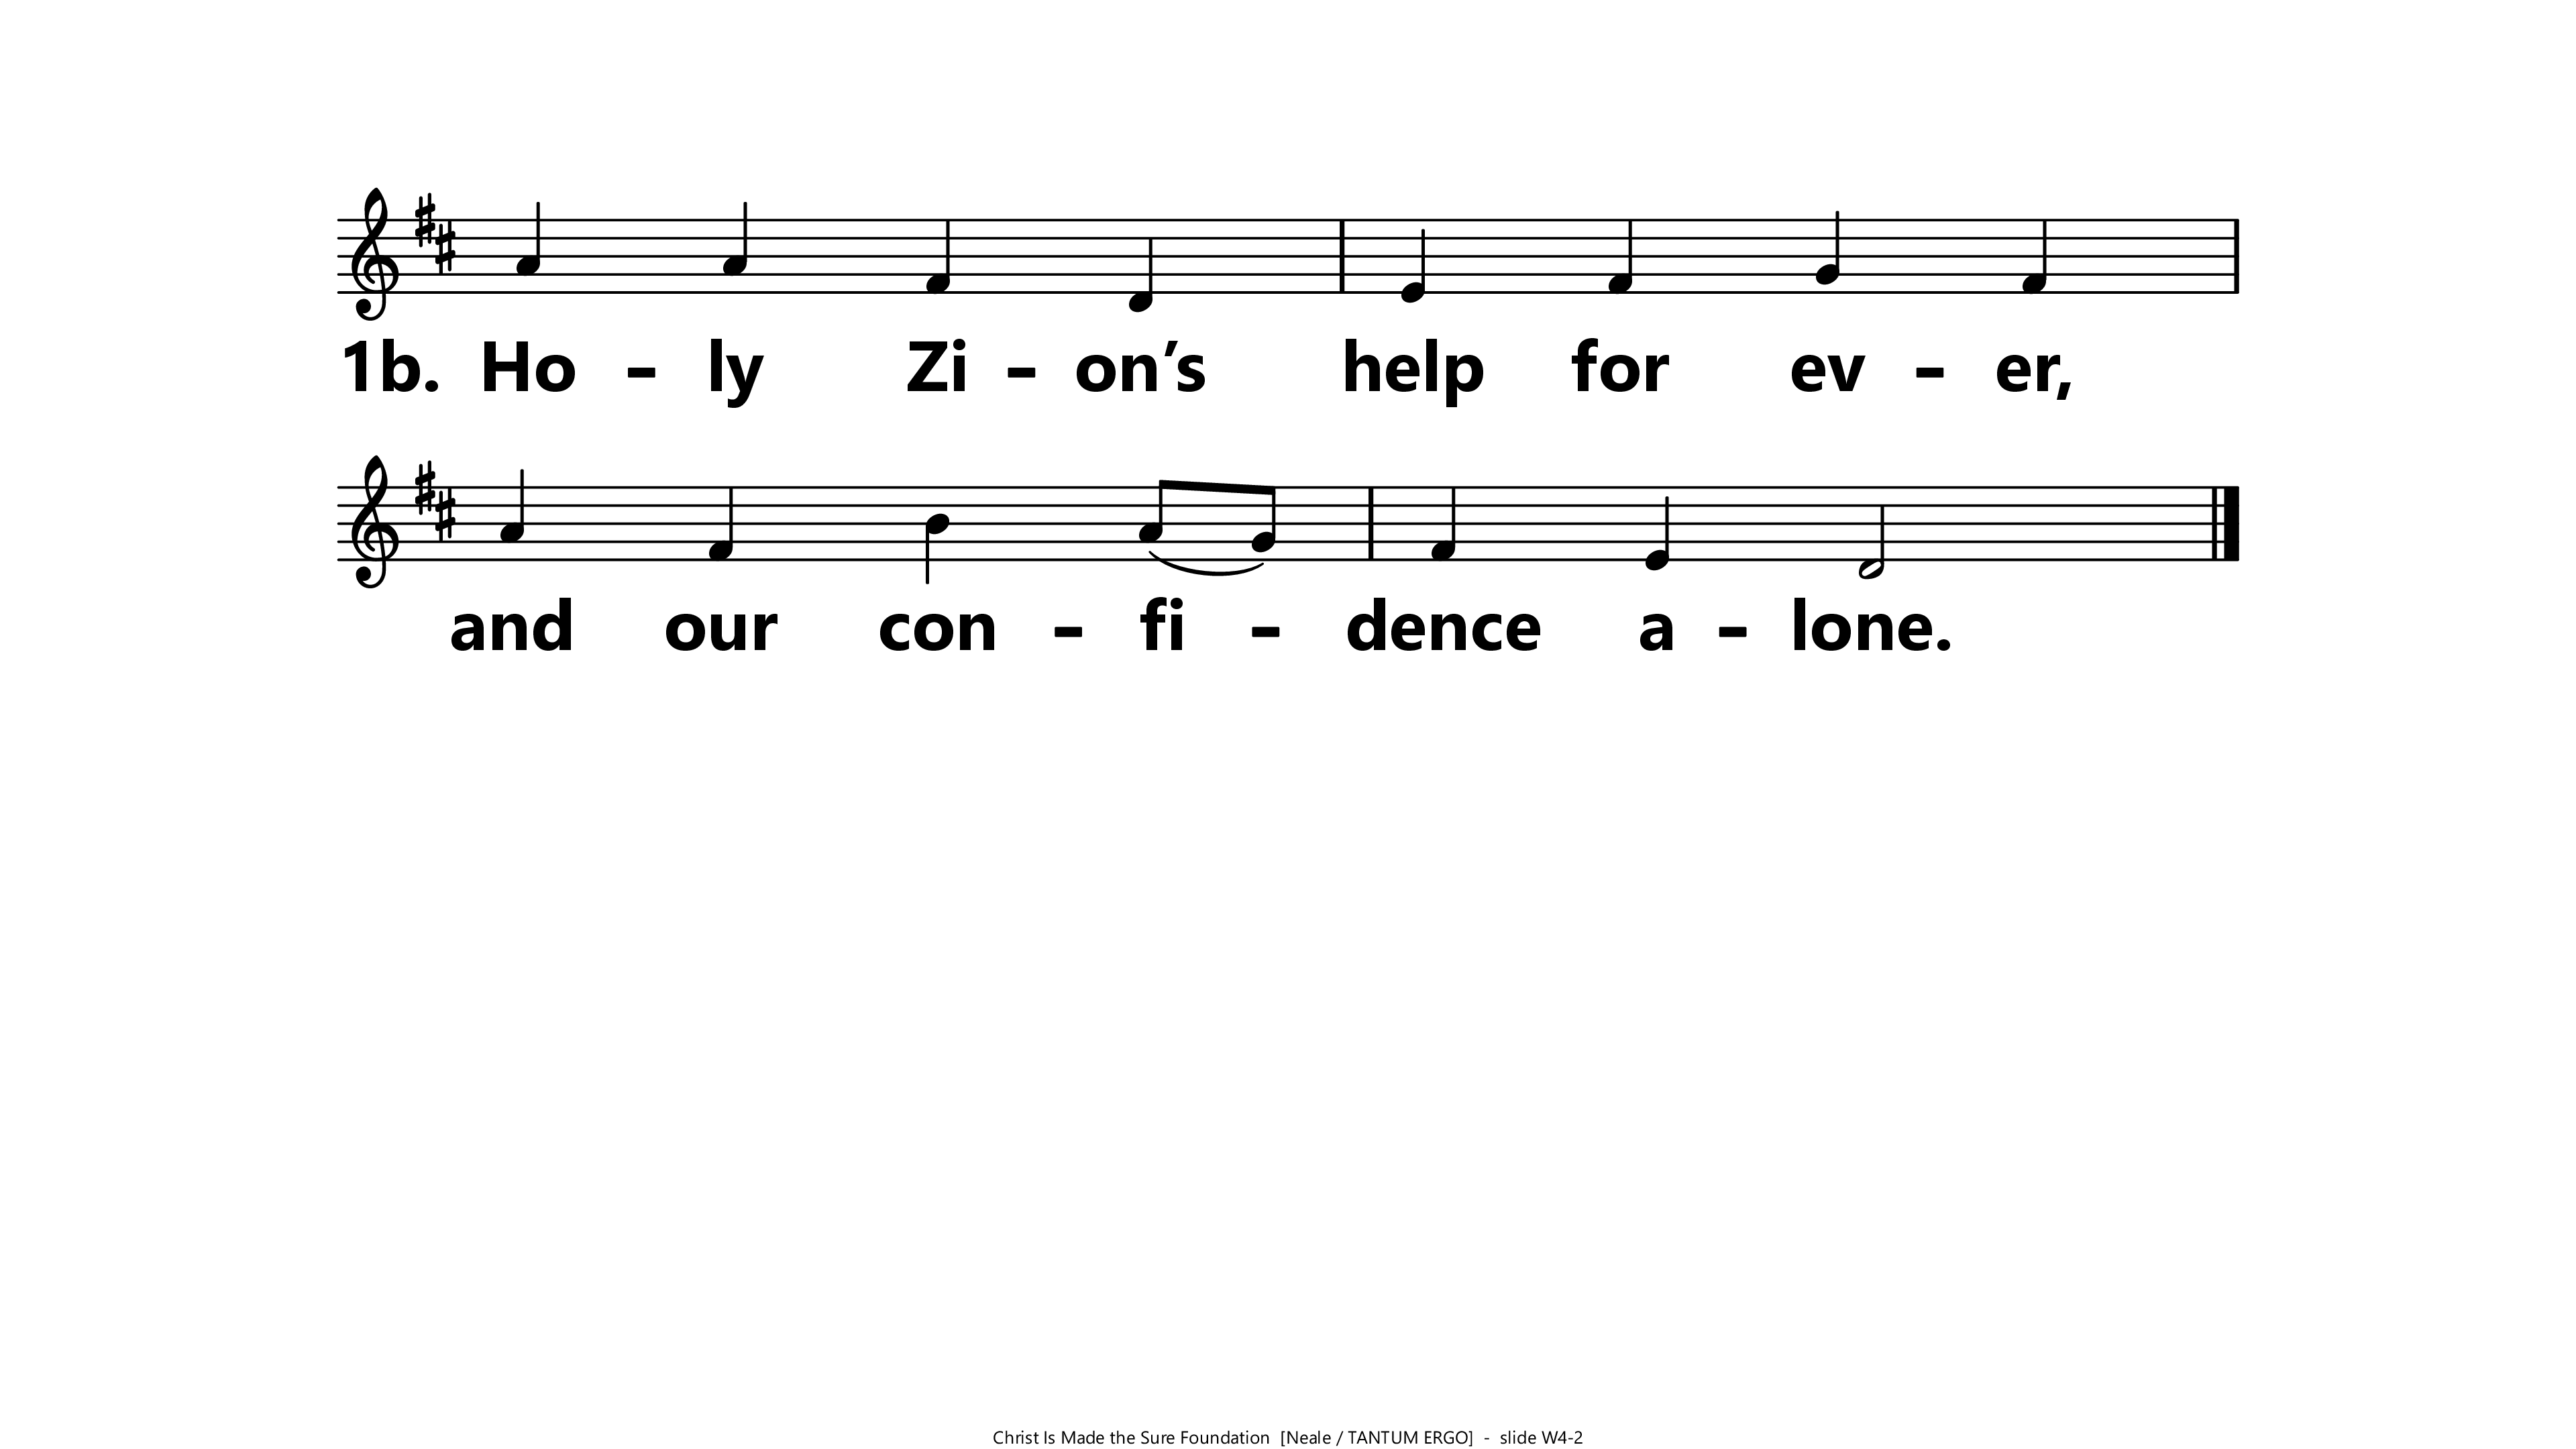 1b. Ho - ly Zi - on’s help for ev - er,
and our con - fi - dence a - lone.
Christ Is Made the Sure Foundation [Neale / TANTUM ERGO] - slide W4-2